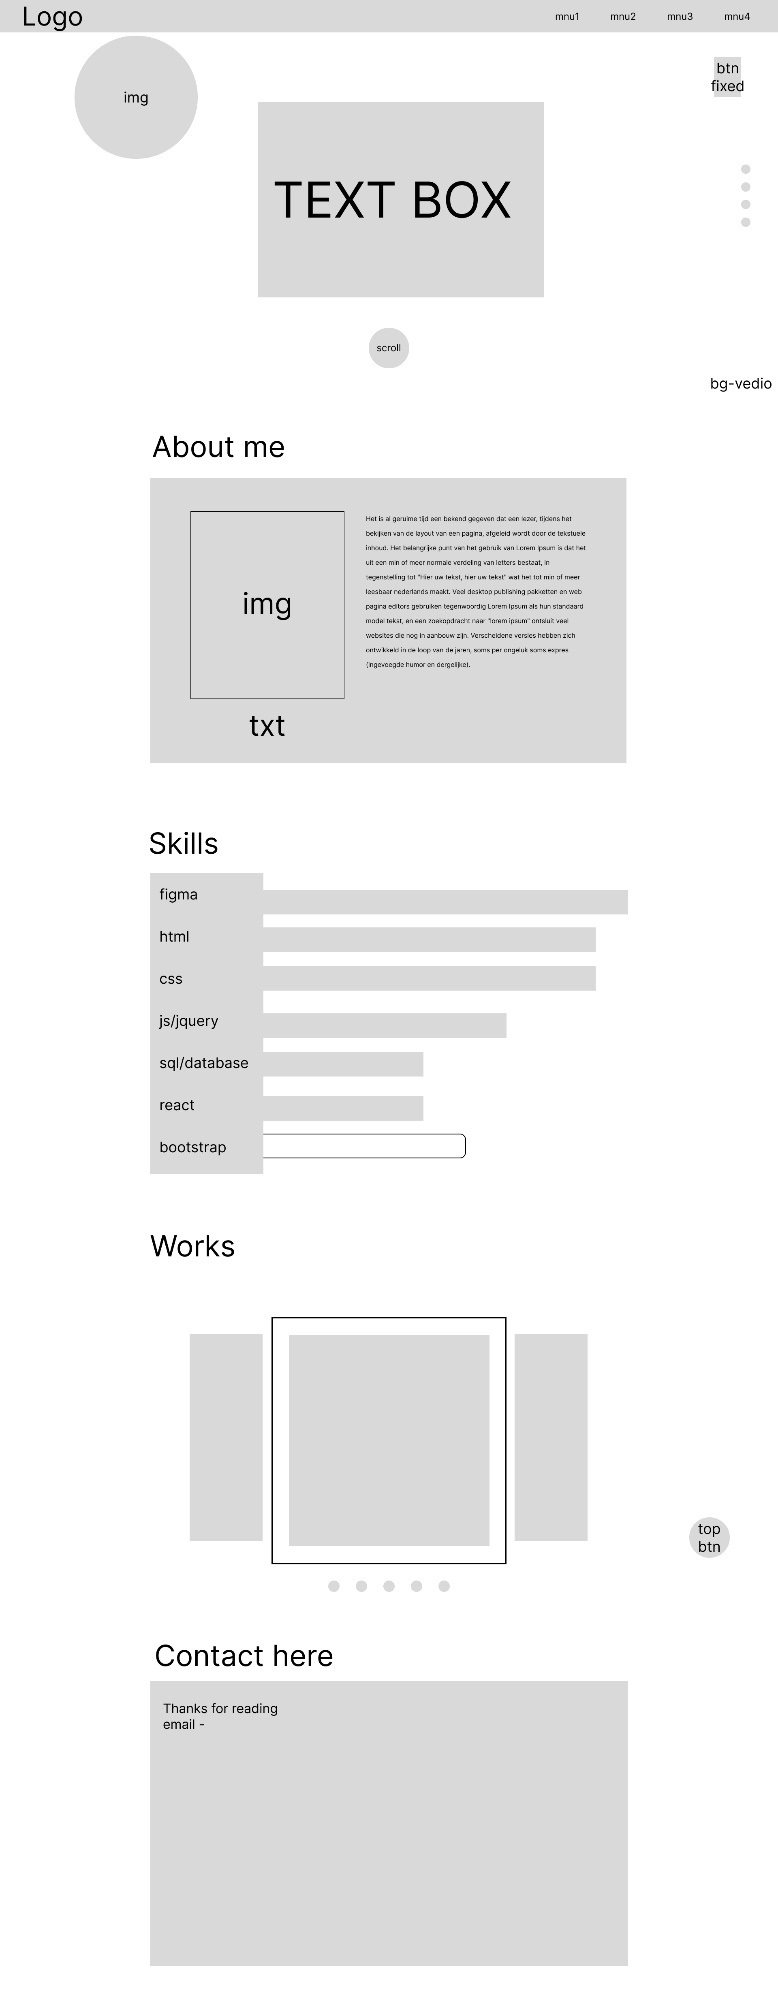 Logo
mnu1
mnu2
mnu3
mnu4
img
btn
fixed
TEXT BOX
scroll
bg-vedio
About me
img
txt
Het is al geruime tijd een bekend gegeven dat een lezer, tijdens het
bekijken van de layout van een pagina, afgeleid wordt door de tekstuele
inhoud. Het belangrijke punt van het gebruik van Lorem Ipsum is dat het
uit een min of meer normale verdeling van letters bestaat, in
tegenstelling tot "Hier uw tekst, hier uw tekst" wat het tot min of meer
leesbaar nederlands maakt. Veel desktop publishing pakketten en web
pagina editors gebruiken tegenwoordig Lorem Ipsum als hun standaard
model tekst, en een zoekopdracht naar "lorem ipsum" ontsluit veel
websites die nog in aanbouw zijn. Verscheidene versies hebben zich
ontwikkeld in de loop van de jaren, soms per ongeluk soms expres
(ingevoegde humor en dergelijke).
Skills
figma
html
css
js/jquery
sql/database
react
bootstrap
Works
top
btn
Contact here
Thanks for reading
email -